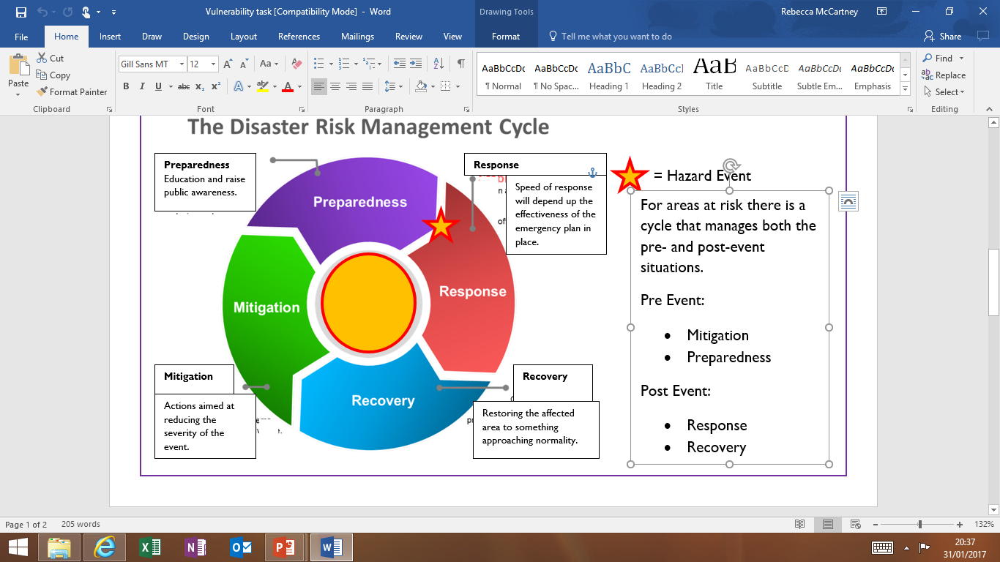 Vulnerability task [Compatibility Mode] - Word
Drawing Tools
Rebecca McCartney
File Home Insert Draw Design Layout References Mailings Review View Format Tell me what you want to do Share
Paste
Cut
Copy
Format Painter
Clipboard
Gill Sans MT 12
Font
Paragraph
AaBbCcDc AaBbCcDc AaBbC AaBbCcI AaB AaBbCcD AaBbCcDc AaBbCcDc
¶ Normal ¶ No Spac... Heading 1 Heading 2 Title Subtitle Subtle Em... Emphasis
Styles
Find
Replace
Select
Editing
The Disaster Risk Management Cycle
Preparedness
Education and raise
public awareness.
Preparedness
Response
Speed of response
will depend up the
effectiveness of the
emergency plan in
place.
Response
Mitigation
Recovery
Mitigation
Actions aimed at
reducing the
severity of the
event.
Recovery
Restoring the affected
area to something
approaching normality.
= Hazard Event
For areas at risk there is a
cycle that manages both the
pre- and post-event
situations.
Pre Event:
• Mitigation
• Preparedness
Post Event:
• Response
• Recovery
Page 1 of 2 205 words
132%
20:37
31/01/2017